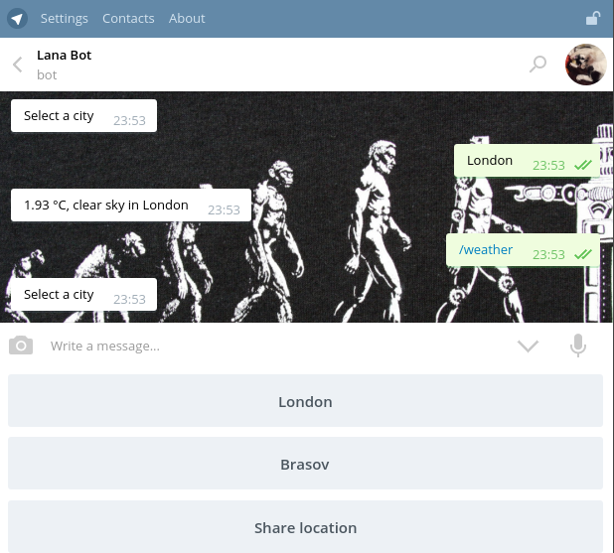 Settings Contacts About
Lana Bot
bot
Select a city 23:53
London 23:53
1.93 °C, clear sky in London 23:53
/weather 23:53
Select a city 23:53
Write a message...
London
Brasov
Share location